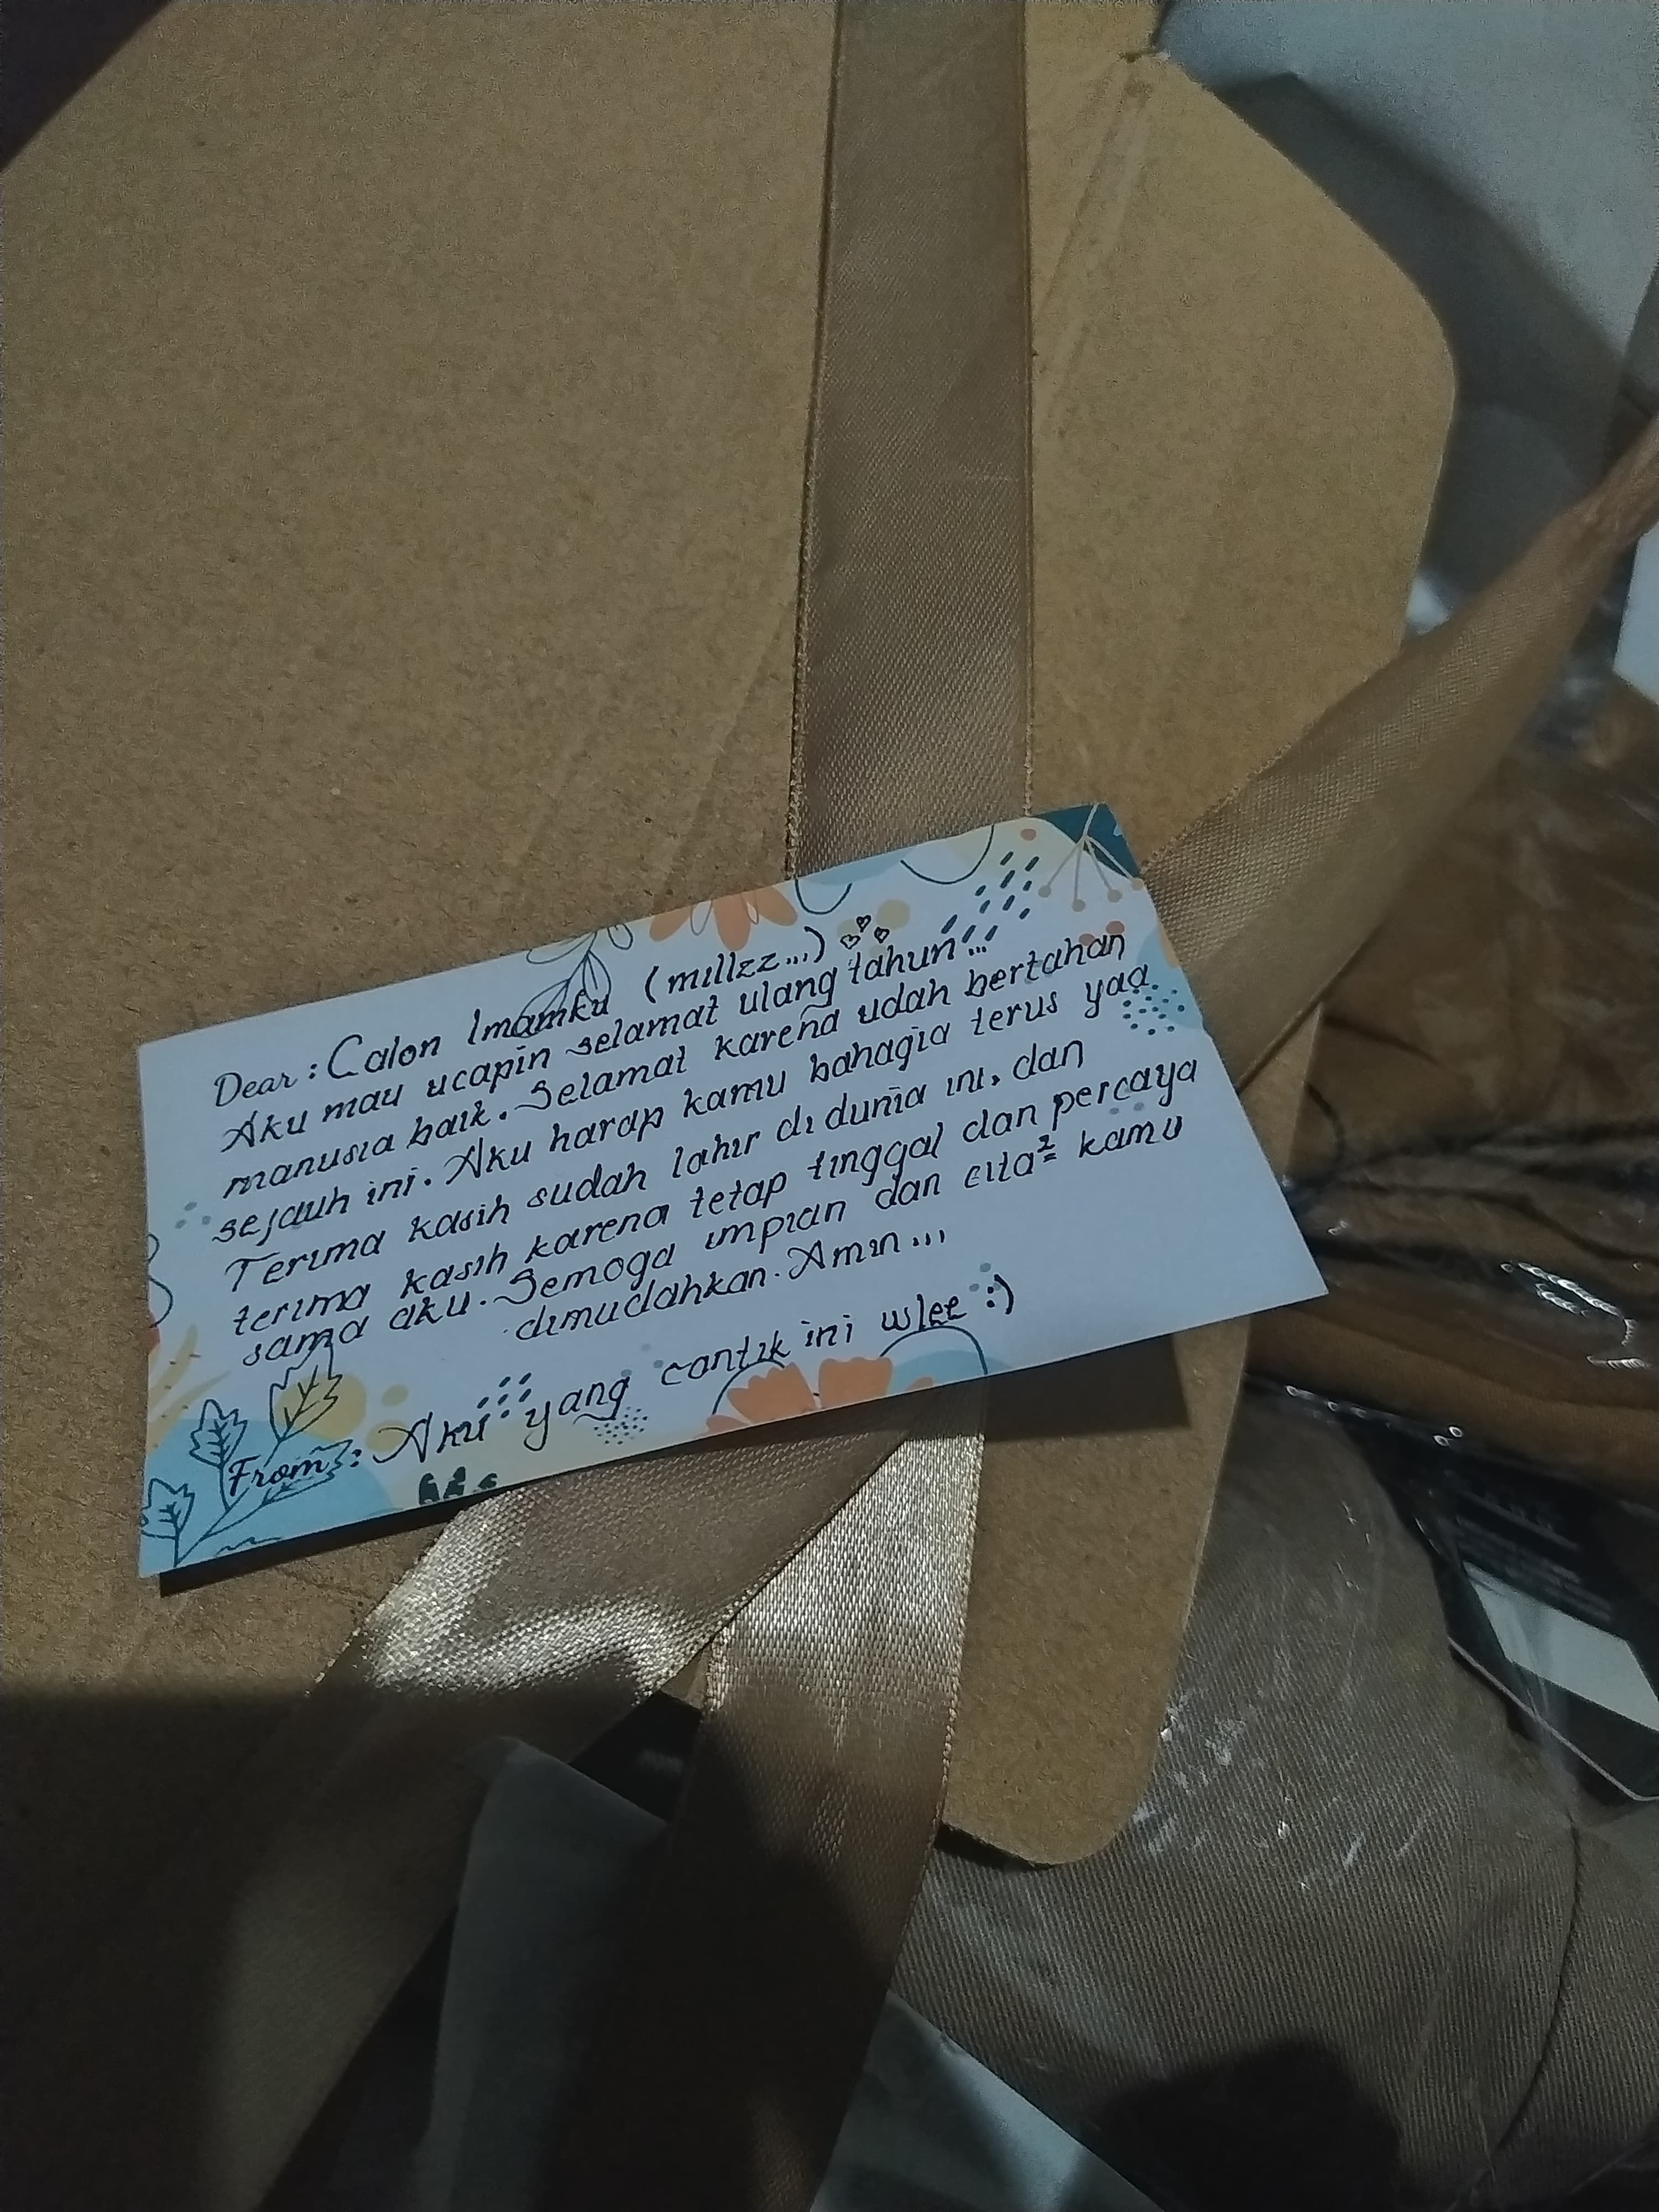 Dear : Calon Imamku (millzz...)
Aku mau ucapin selamat ulang tahun...
manusia baik. Selamat karena udah bertahan
sejauh ini. Aku harap kamu bahagia terus yaa
Terima kasih sudah lahir di dunia ini, dan
terima kasih karena tetap tinggal dan percaya
sama aku. Semoga impian dan cita² kamu
dimudahkan. Amin...
From : Aku yang cantik ini wlee :)